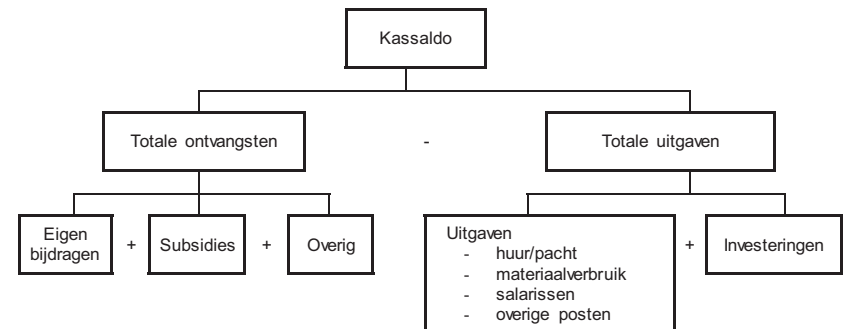 Kassaldo
Totale ontvangsten
-
Totale uitgaven
Eigen
bijdragen
+
Subsidies
+
Overig
Uitgaven
- huur/pacht
- materiaalverbruik
- salarissen
- overige posten
+
Investeringen